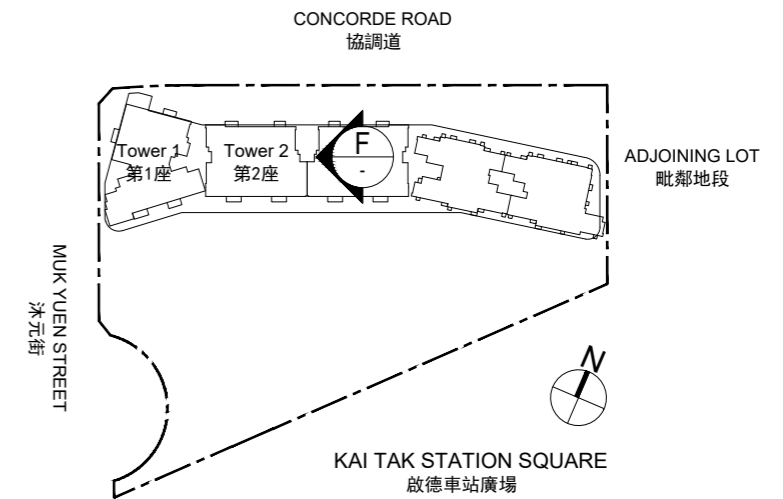 CONCORDE ROAD
協調道
Tower 1
第1座
Tower 2
第2座
F
-
ADJOINING LOT
毗鄰地段
MUK YUEN STREET
沐元街
N
KAI TAK STATION SQUARE
啟德車站廣場